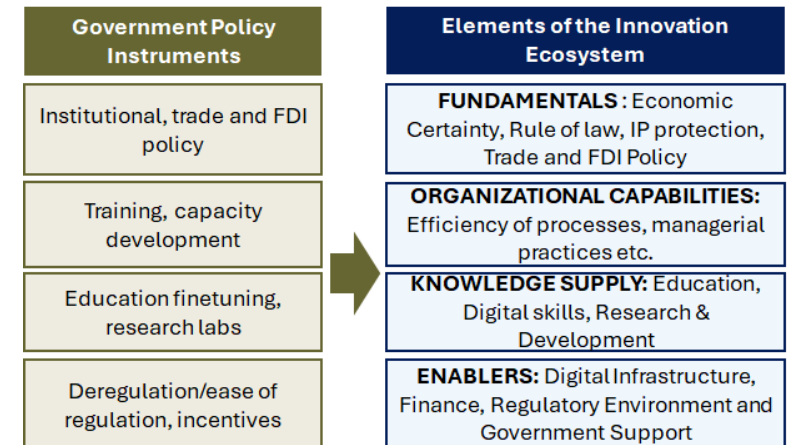 Government Policy
Instruments
Elements of the Innovation
Ecosystem
Institutional, trade and FDI
policy
FUNDAMENTALS : Economic
Certainty, Rule of law, IP protection,
Trade and FDI Policy
Training, capacity
development
ORGANIZATIONAL CAPABILITIES:
Efficiency of processes, managerial
practices etc.
Education finetuning,
research labs
KNOWLEDGE SUPPLY: Education,
Digital skills, Research &
Development
Deregulation/ease of
regulation, incentives
ENABLERS: Digital Infrastructure,
Finance, Regulatory Environment and
Government Support